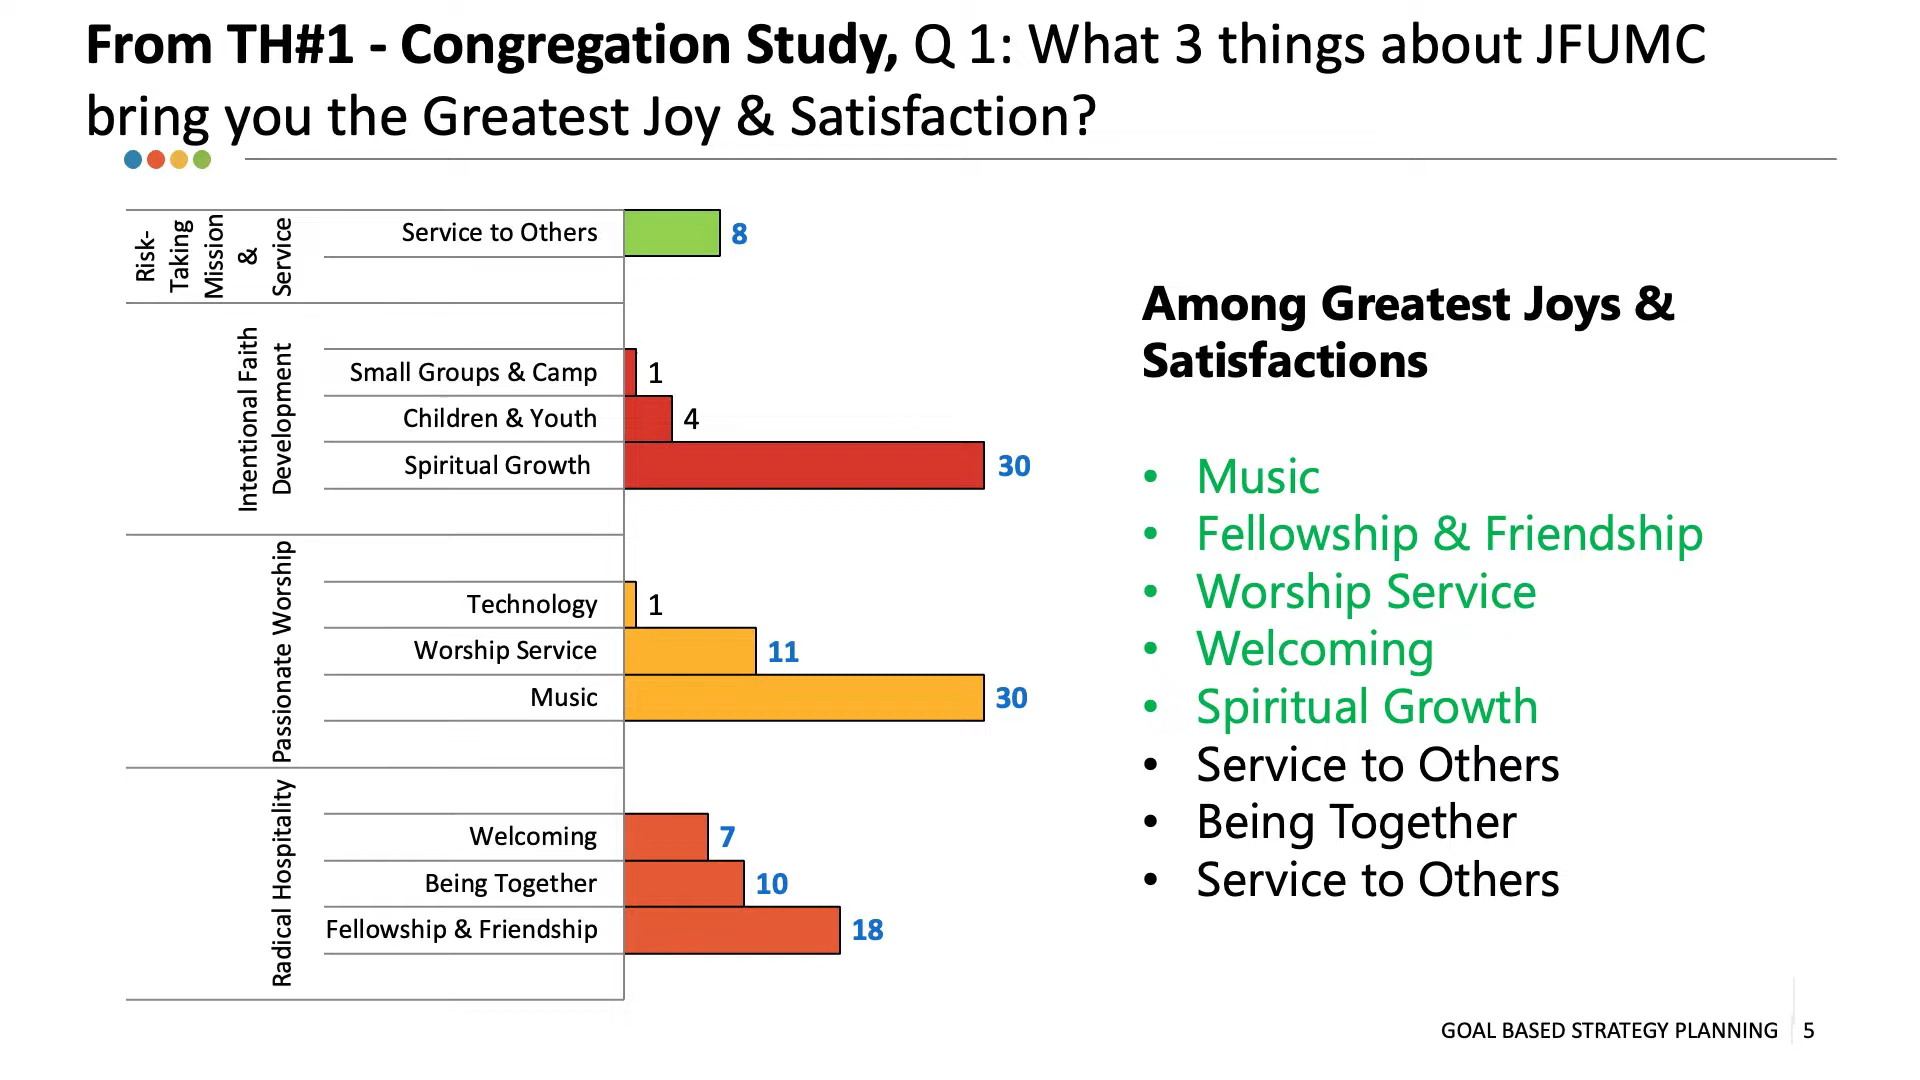 From TH#1 - Congregation Study, Q 1: What 3 things about JFUMC
bring you the Greatest Joy & Satisfaction?
Risk-
Taking
Mission
&
Service
Service to Others
8
Intentional Faith
Development
Small Groups & Camp
1
Children & Youth
4
Spiritual Growth
30
Passionate Worship
Technology
1
Worship Service
11
Music
30
Radical Hospitality
Welcoming
7
Being Together
10
Fellowship & Friendship
18
Among Greatest Joys &
Satisfactions
• Music
• Fellowship & Friendship
• Worship Service
• Welcoming
• Spiritual Growth
• Service to Others
• Being Together
• Service to Others
GOAL BASED STRATEGY PLANNING
5